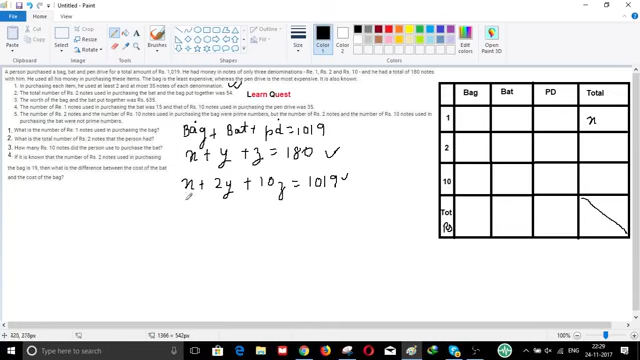 Untitled - Paint
File Home View
Paste
Clipboard
Select
Image
Tools
Brushes
Shapes
Outline
Fill
Size
Color 1
Color 2
Colors
Edit colors
Edit with Paint 3D
Open Paint 3D
A person purchased a bag, bat and pen drive for a total amount of Rs. 1,019. He had money in notes of only three denominations - Re. 1, Rs. 2 and Rs. 10 - and he had a total of 180 notes
with him. He used all his money in purchasing these items. The bag is the least expensive, whereas the pen drive is the most expensive. It is also known.
1. In purchasing each item, he used at least 2 and at most 35 notes of each denomination.
2. The total number of Rs. 2 notes used in purchasing the bat and the pen drive put together was 54.
3. The worth of the bag and the bat put together was Rs. 635.
4. The number of Re 1 notes used in purchasing the bat was 15 and that of Rs. 10 notes used in purchasing the pen drive was 35.
5. The number of Rs. 2 notes and the number of Rs. 10 notes used in purchasing the bag were prime numbers, but the number of Rs. 2 notes and the number of Rs. 10 notes used in
purchasing the bat were not prime numbers.
Learn Quest
1. What is the number of Re. 1 notes used in purchasing the bag?
2. What is the total number of Rs. 2 notes that the person had?
3. How many Rs. 10 notes did the person use to purchase the bat?
4. If it is known that the number of Rs. 2 notes used in purchasing
the bag is 19, then what is the difference between the cost of the bat
and the cost of the bag?
Bag + Bat + pd = 1019
x + y + z = 180
x + 2y + 10z = 1019
Bag Bat PD Total
1 x
2
10
Tot Rs
425, 278px
1366 × 542px
100%
Type here to search
ENG
22:29
24-11-2017